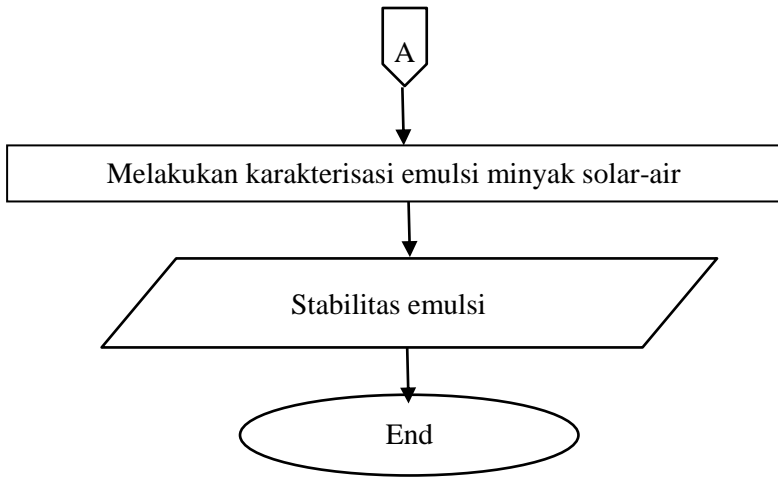 A
Melakukan karakterisasi emulsi minyak solar-air
Stabilitas emulsi
End